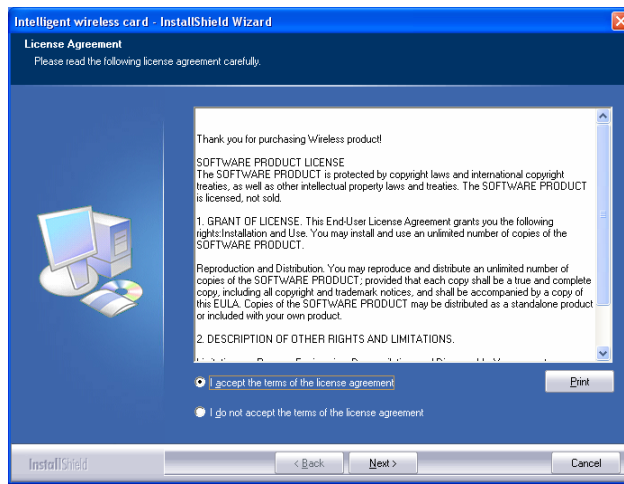 Intelligent wireless card - InstallShield Wizard
License Agreement
Please read the following license agreement carefully.
Thank you for purchasing Wireless product!
SOFTWARE PRODUCT LICENSE
The SOFTWARE PRODUCT is protected by copyright laws and international copyright
treaties, as well as other intellectual property laws and treaties. The SOFTWARE PRODUCT
is licensed, not sold.
1. GRANT OF LICENSE. This End-User License Agreement grants you the following
rights:Installation and Use. You may install and use an unlimited number of copies of the
SOFTWARE PRODUCT.
Reproduction and Distribution. You may reproduce and distribute an unlimited number of
copies of the SOFTWARE PRODUCT; provided that each copy shall be a true and complete
copy, including all copyright and trademark notices, and shall be accompanied by a copy of
this EULA. Copies of the SOFTWARE PRODUCT may be distributed as a standalone product
or included with your own product.
2. DESCRIPTION OF OTHER RIGHTS AND LIMITATIONS.
I accept the terms of the license agreement
Print
I do not accept the terms of the license agreement
InstallShield
< Back
Next >
Cancel